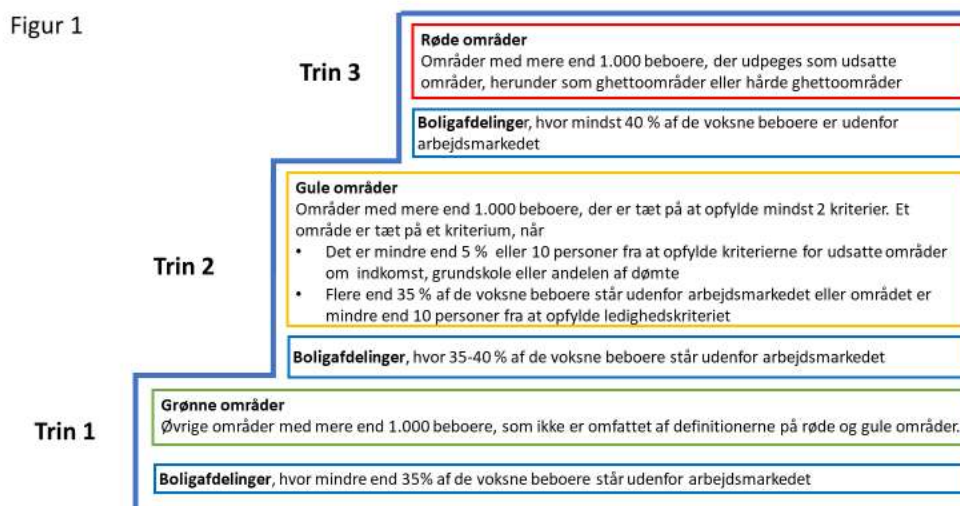 Figur 1
Trin 3
Røde områder
Områder med mere end 1.000 beboere, der udpeges som udsatte
områder, herunder som ghettoområder eller hårde ghettoområder
Boligafdelinger, hvor mindst 40 % af de voksne beboere er udenfor
arbejdsmarkedet
Trin 2
Gule områder
Områder med mere end 1.000 beboere, der er tæt på at opfylde mindst 2 kriterier. Et
område er tæt på et kriterium, når
• Det er mindre end 5 % eller 10 personer fra at opfylde kriterierne for udsatte områder
om indkomst, grundskole eller andelen af dømte
• Flere end 35 % af de voksne beboere står udenfor arbejdsmarkedet eller området er
mindre end 10 personer fra at opfylde ledighedskriteriet
Boligafdelinger, hvor 35-40 % af de voksne beboere står udenfor arbejdsmarkedet
Trin 1
Grønne områder
Øvrige områder med mere end 1.000 beboere, som ikke er omfattet af definitionerne på røde og gule områder.
Boligafdelinger, hvor mindre end 35% af de voksne beboere står udenfor arbejdsmarkedet